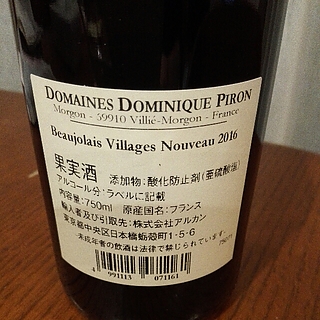 DOMAINES DOMINIQUE PIRON
Morgon - 59910 Villié-Morgon - France
Beaujolais Villages Nouveau 2016
果実酒 添加物:酸化防止剤(亜硫酸塩)
アルコール分:ラベルに記載
内容量:750ml 原産国名:フランス
輸入者及び引取先:株式会社アルカン
東京都中央区日本橋蛎殻町1-5-6
未成年者の飲酒は法律で禁じられています。
750ml
4 991113 071161